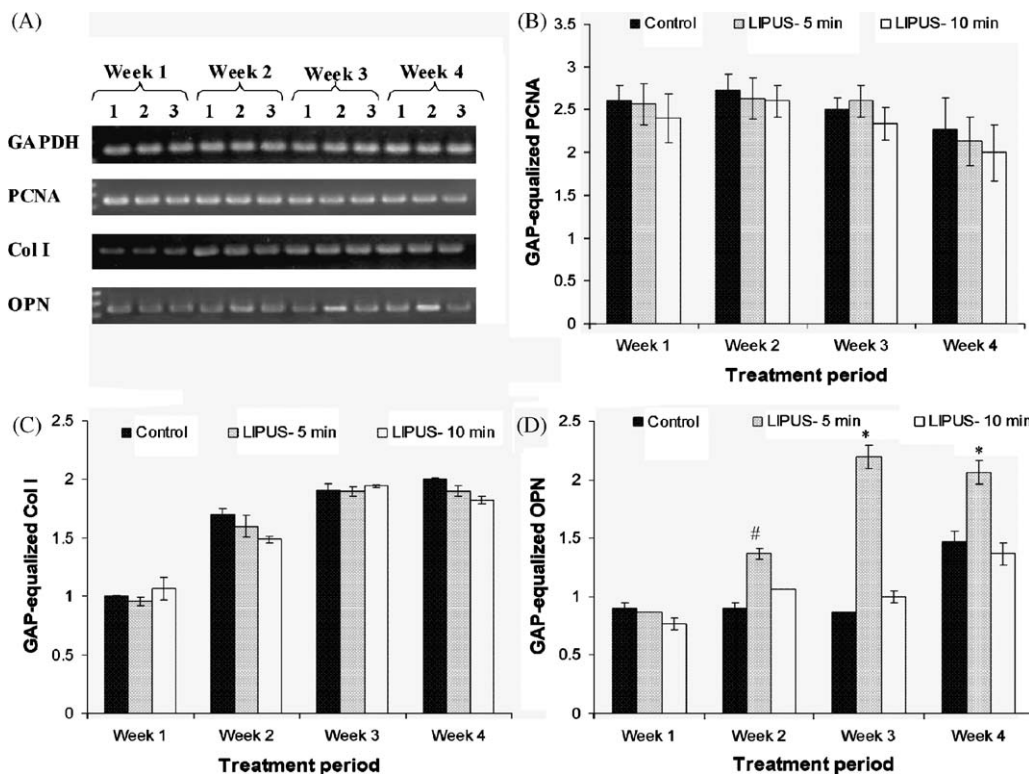 (A)
Week 1 Week 2 Week 3 Week 4
1 2 3 1 2 3 1 2 3 1 2 3
GAPDH
PCNA
Col I
OPN
(B)
Control LIPUS- 5 min LIPUS- 10 min
GAP-equalized PCNA
3.5
3
2.5
2
1.5
1
0.5
0
Week 1 Week 2 Week 3 Week 4
Treatment period
(C)
Control LIPUS- 5 min LIPUS- 10 min
GAP-equalized Col I
2.5
2
1.5
1
0.5
0
Week 1 Week 2 Week 3 Week 4
Treatment period
(D)
Control LIPUS- 5 min LIPUS- 10 min
GAP-equalized OPN
2.5
2
1.5
1
0.5
0
# * *
Week 1 Week 2 Week 3 Week 4
Treatment period